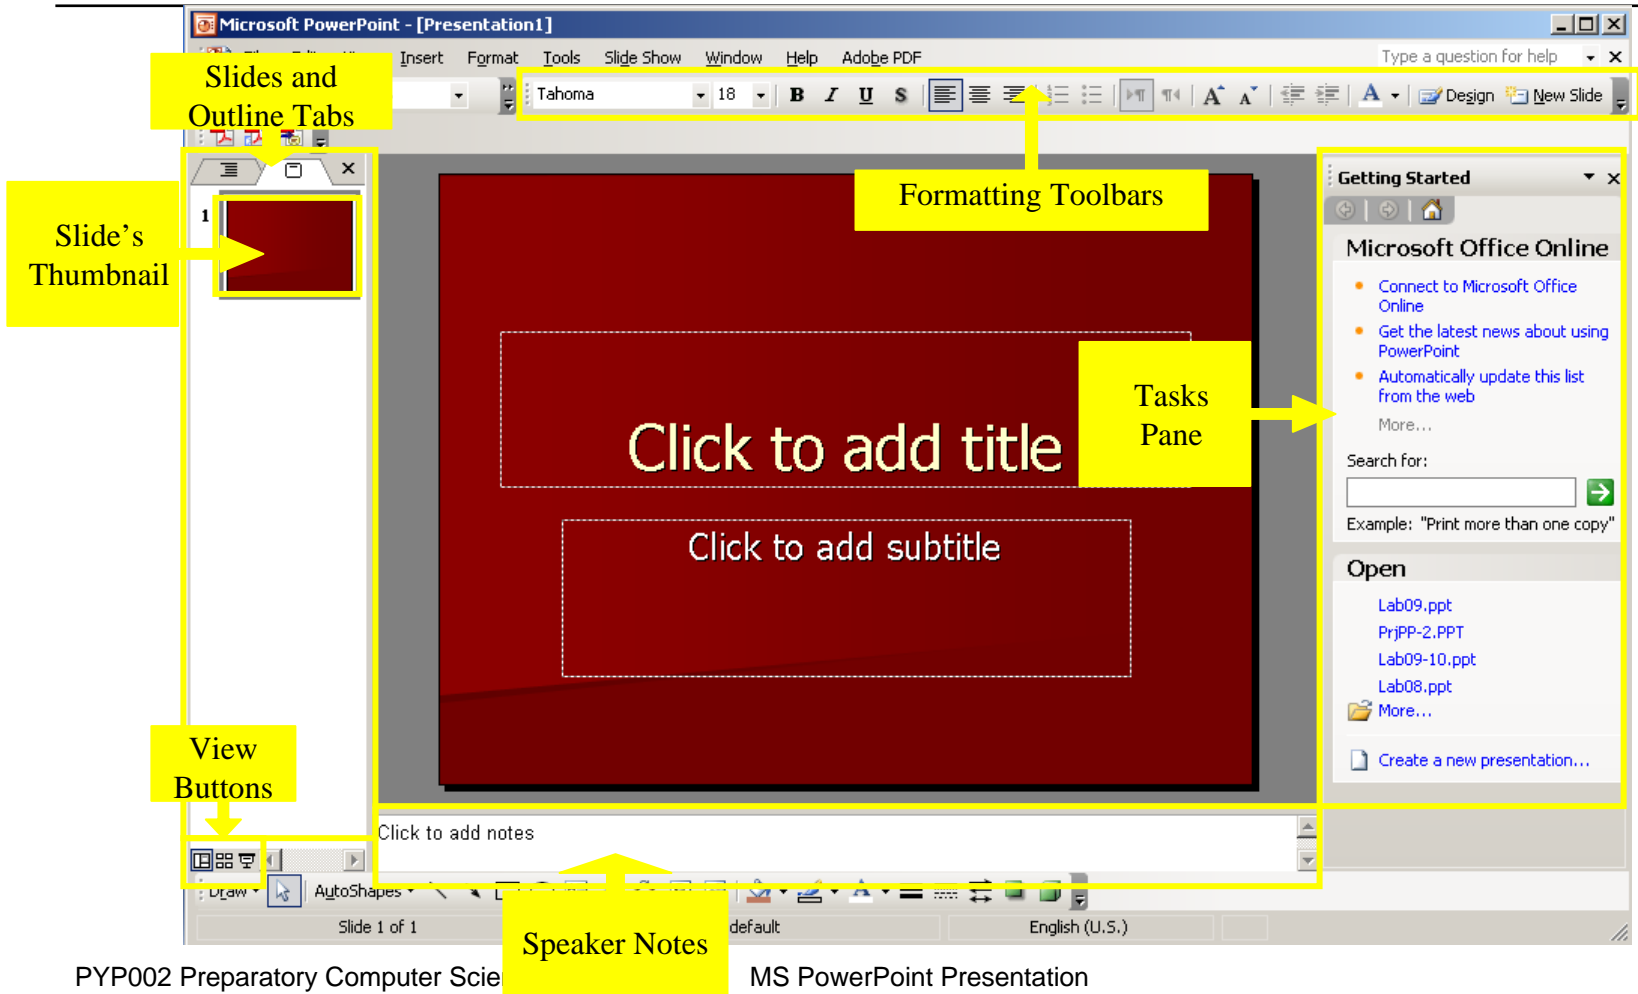 Microsoft PowerPoint - [Presentation1]
Insert Format Tools Slide Show Window Help Adobe PDF
Type a question for help
Slides and
Outline Tabs
Tahoma 18 B I U S A A A Design New Slide
Formatting Toolbars
Slide's
Thumbnail
1
Getting Started
Microsoft Office Online
Connect to Microsoft Office
Online
Get the latest news about using
PowerPoint
Automatically update this list
from the web
More...
Search for:
Example: "Print more than one copy"
Open
Lab09.ppt
PrjPP-2.PPT
Lab09-10.ppt
Lab08.ppt
More...
Create a new presentation...
Tasks
Pane
Click to add title
Click to add subtitle
View
Buttons
Click to add notes
Draw AutoShapes A
Slide 1 of 1 default English (U.S.)
Speaker Notes
PYP002 Preparatory Computer MS PowerPoint Presentation